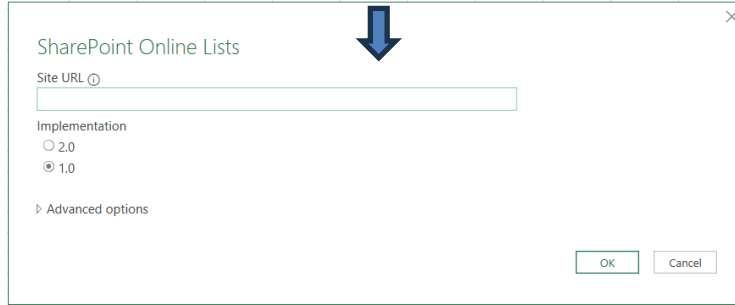 SharePoint Online Lists
Site URL
Implementation
2.0
1.0
Advanced options
OK Cancel